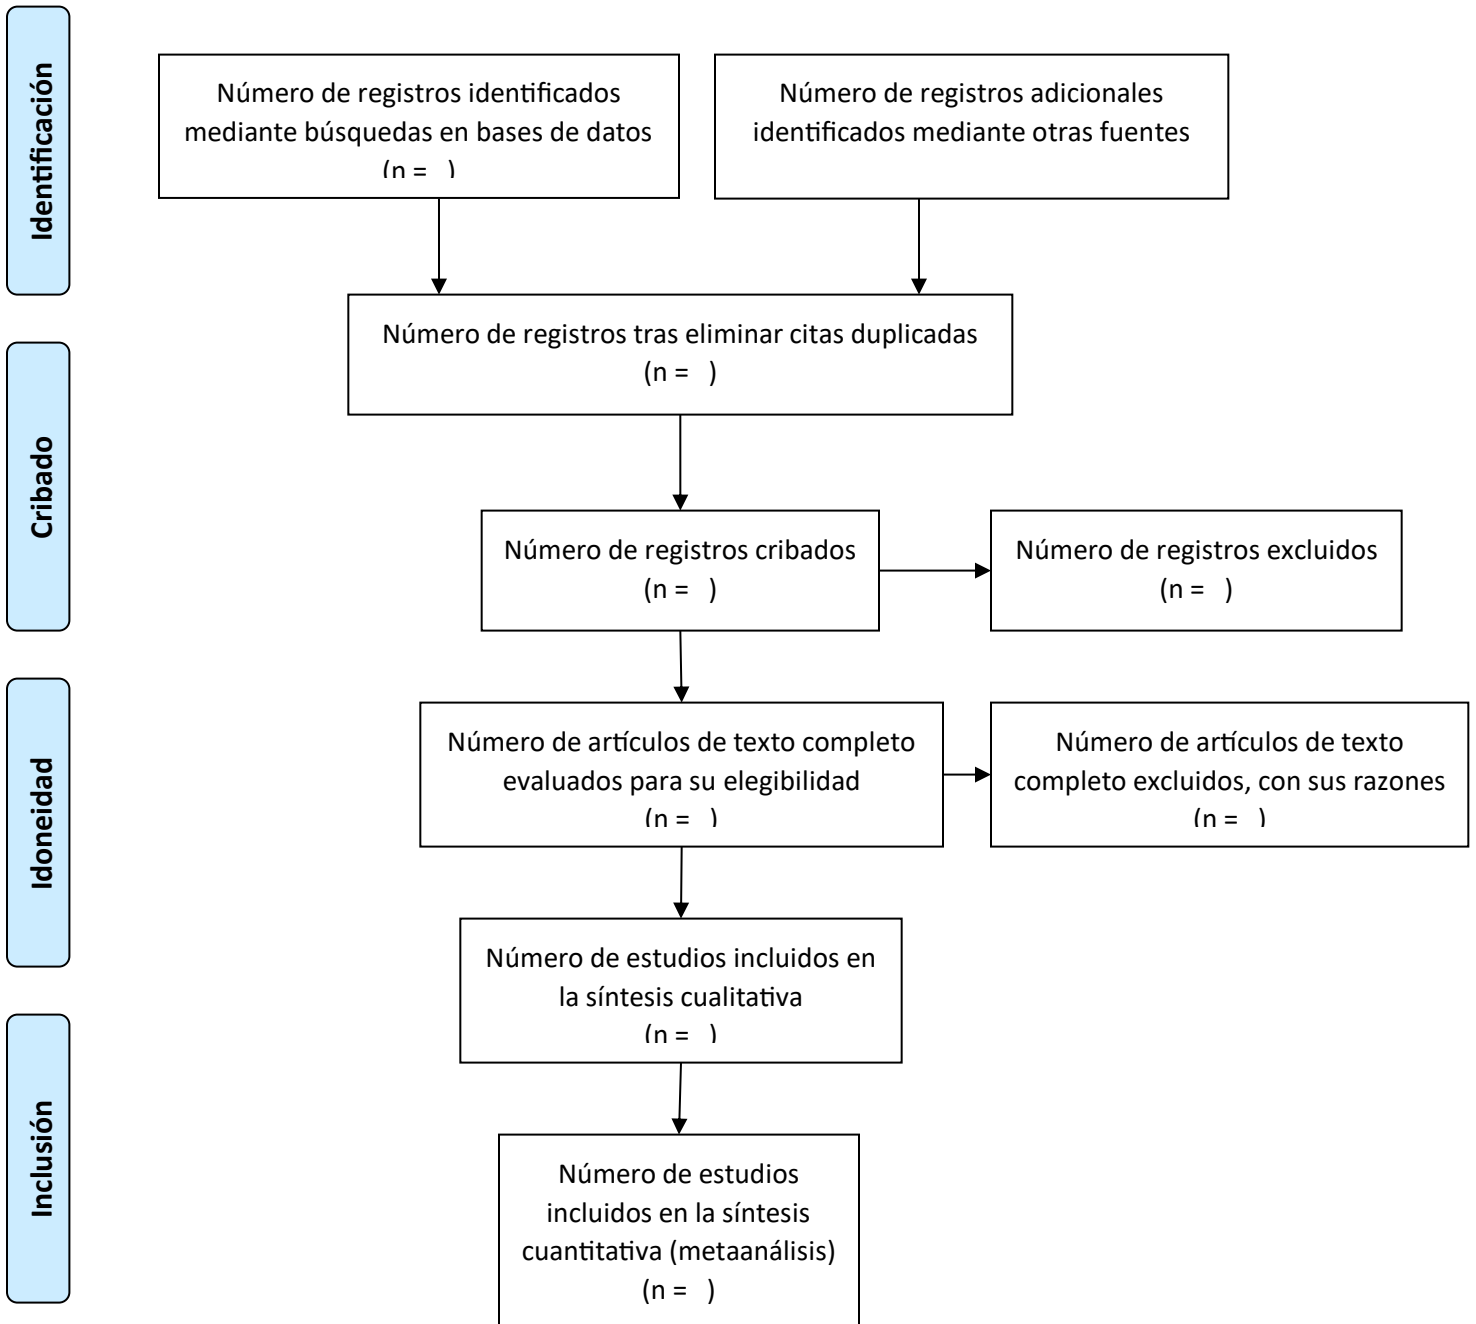 Identificación
Número de registros identificados
mediante búsquedas en bases de datos
(n =   )
Número de registros adicionales
identificados mediante otras fuentes
Número de registros tras eliminar citas duplicadas
(n =   )
Cribado
Número de registros cribados
(n =   )
Número de registros excluidos
(n =   )
Idoneidad
Número de artículos de texto completo
evaluados para su elegibilidad
(n =   )
Número de artículos de texto
completo excluidos, con sus razones
(n =   )
Número de estudios incluidos en
la síntesis cualitativa
(n =   )
Inclusión
Número de estudios
incluidos en la síntesis
cuantitativa (metaanálisis)
(n =   )